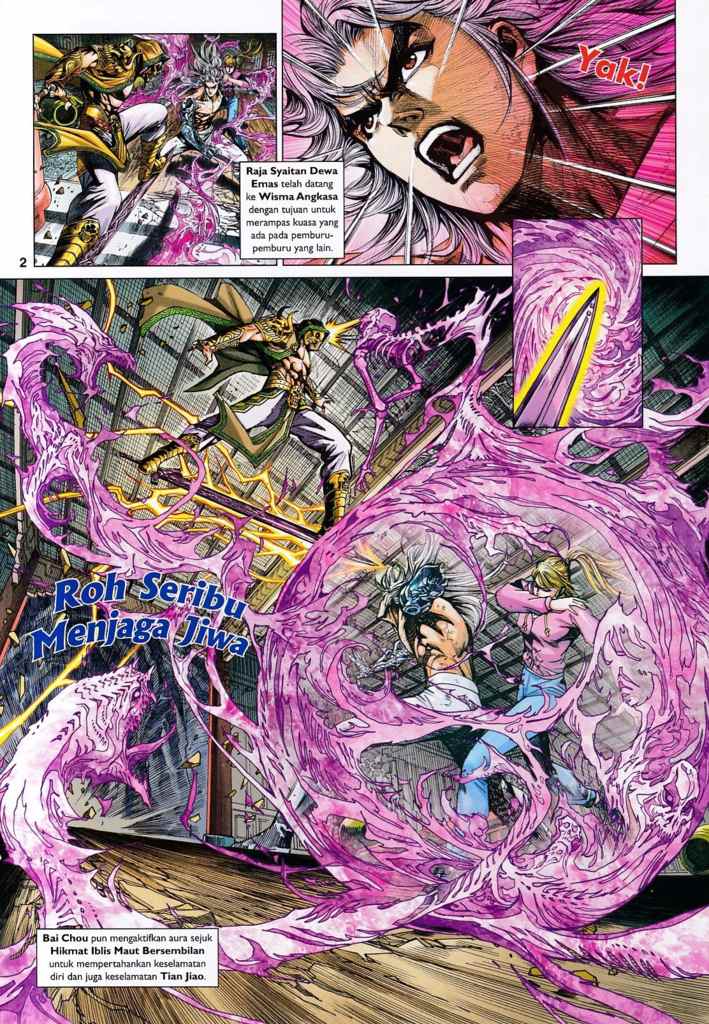 Yak!
Raja Syaitan Dewa
Emas telah datang
ke Wisma Angkasa
dengan tujuan untuk
merampas kuasa yang
ada pada pemburu-
pemburu yang lain.
2
Roh Seribu
Menjaga Jiwa
Bai Chou pun mengaktifkan aura sejuk
Hikmat Iblis Maut Bersembilan
untuk mempertahankan keselamatan
diri dan juga keselamatan Tian Jiao.